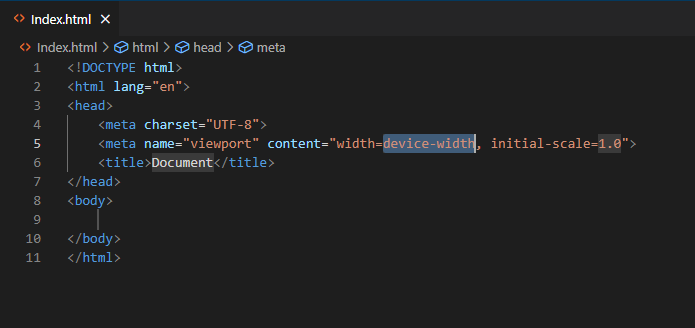 Index.html ×
Index.html > html > head > meta
1 <!DOCTYPE html>
2 <html lang="en">
3 <head>
4     <meta charset="UTF-8">
5     <meta name="viewport" content="width=device-width, initial-scale=1.0">
6     <title>Document</title>
7 </head>
8 <body>
9
10 </body>
11 </html>